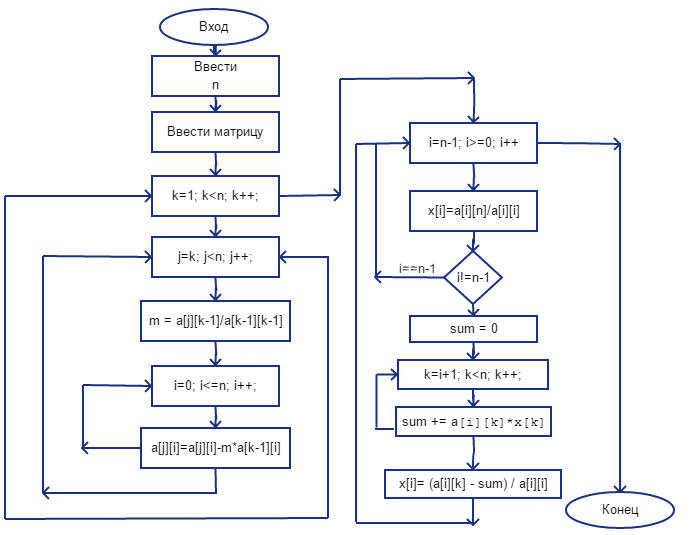 Вход
Ввести
n
Ввести матрицу
k=1; k<n; k++;
j=k; j<n; j++;
m = a[j][k-1]/a[k-1][k-1]
i=0; i<=n; i++;
a[j][i]=a[j][i]-m*a[k-1][i]
i=n-1; i>=0; i++
x[i]=a[i][n]/a[i][i]
i==n-1
i!=n-1
sum = 0
k=i+1; k<n; k++;
sum += a[i][k]*x[k]
x[i]= (a[i][k] - sum) / a[i][i]
Конец